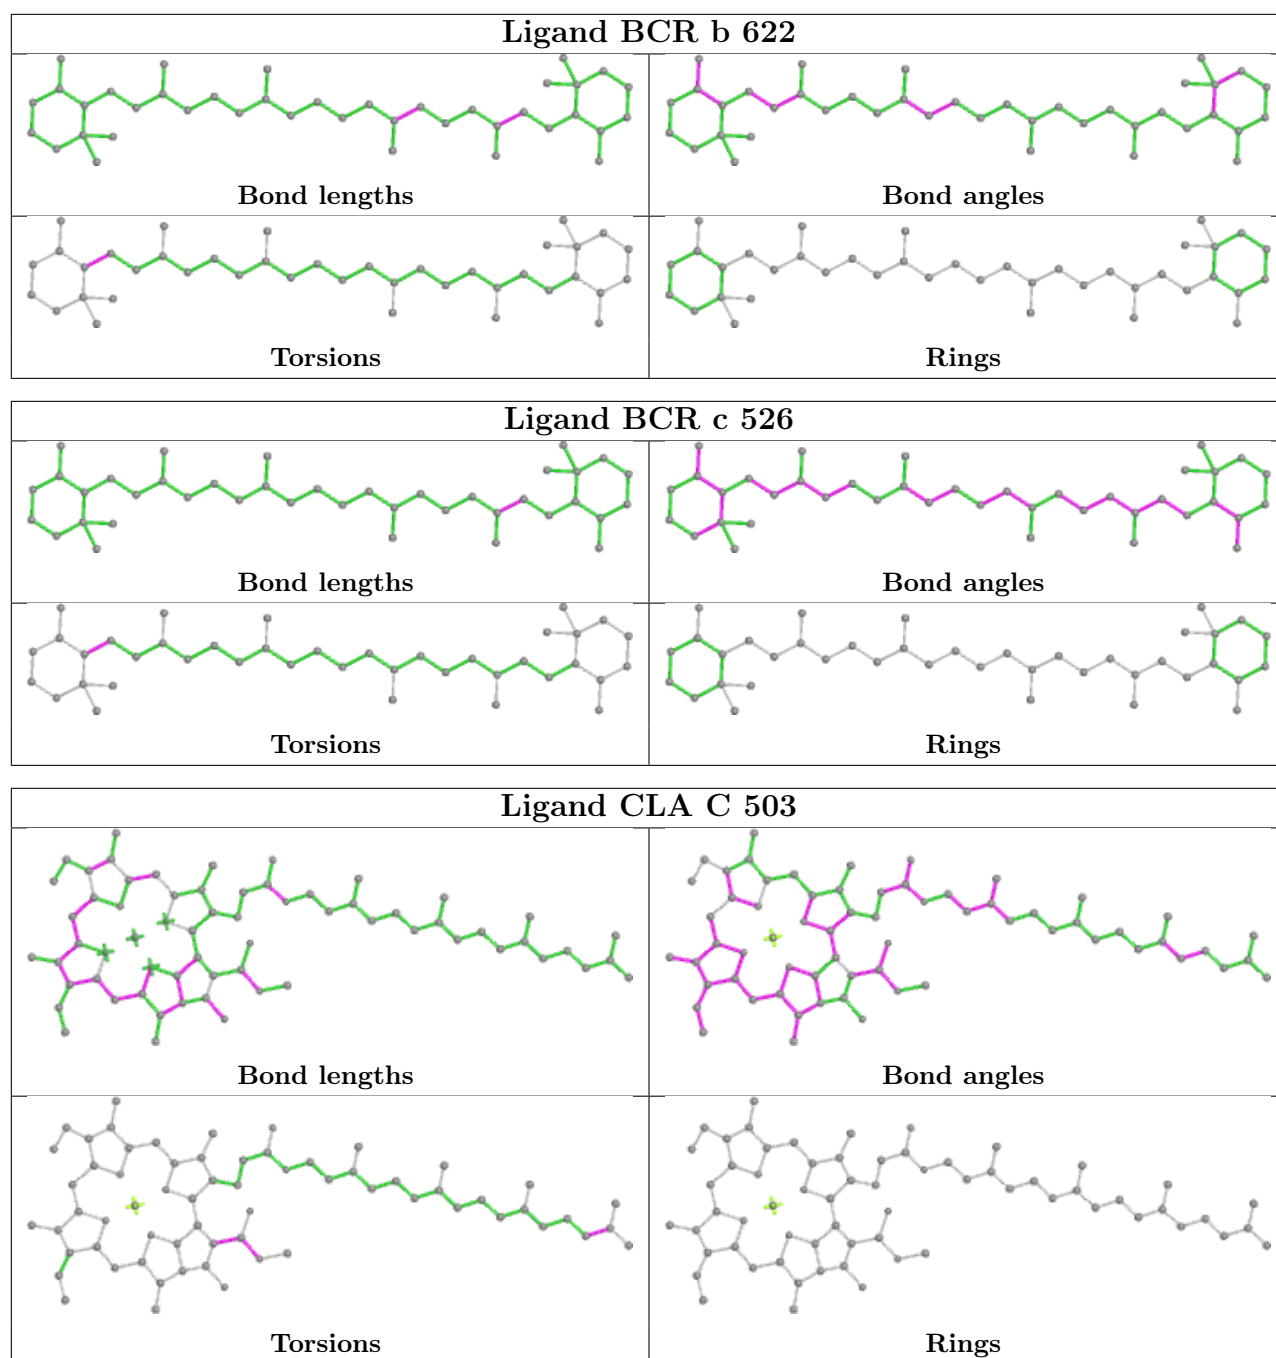 Ligand BCR b 622
Bond lengths
Bond angles
Torsions
Rings
Ligand BCR c 526
Bond lengths
Bond angles
Torsions
Rings
Ligand CLA C 503
Bond lengths
Bond angles
Torsions
Rings